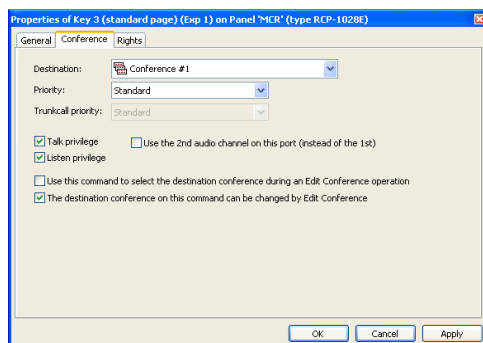 Properties of Key 3 (standard page) (Exp 1) on Panel 'MCR' (type RCP-1028E)
General Conference Rights
Destination: Conference #1
Priority: Standard
Trunkcall priority: Standard
Talk privilege Use the 2nd audio channel on this port (instead of the 1st)
Listen privilege
Use this command to select the destination conference during an Edit Conference operation
The destination conference on this command can be changed by Edit Conference
OK Cancel Apply